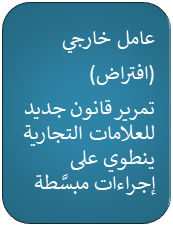 عامل خارجي
(افتراض)
تمرير قانون جديد
للعلامات التجارية
ينطوي على
إجراءات مبسَّطة